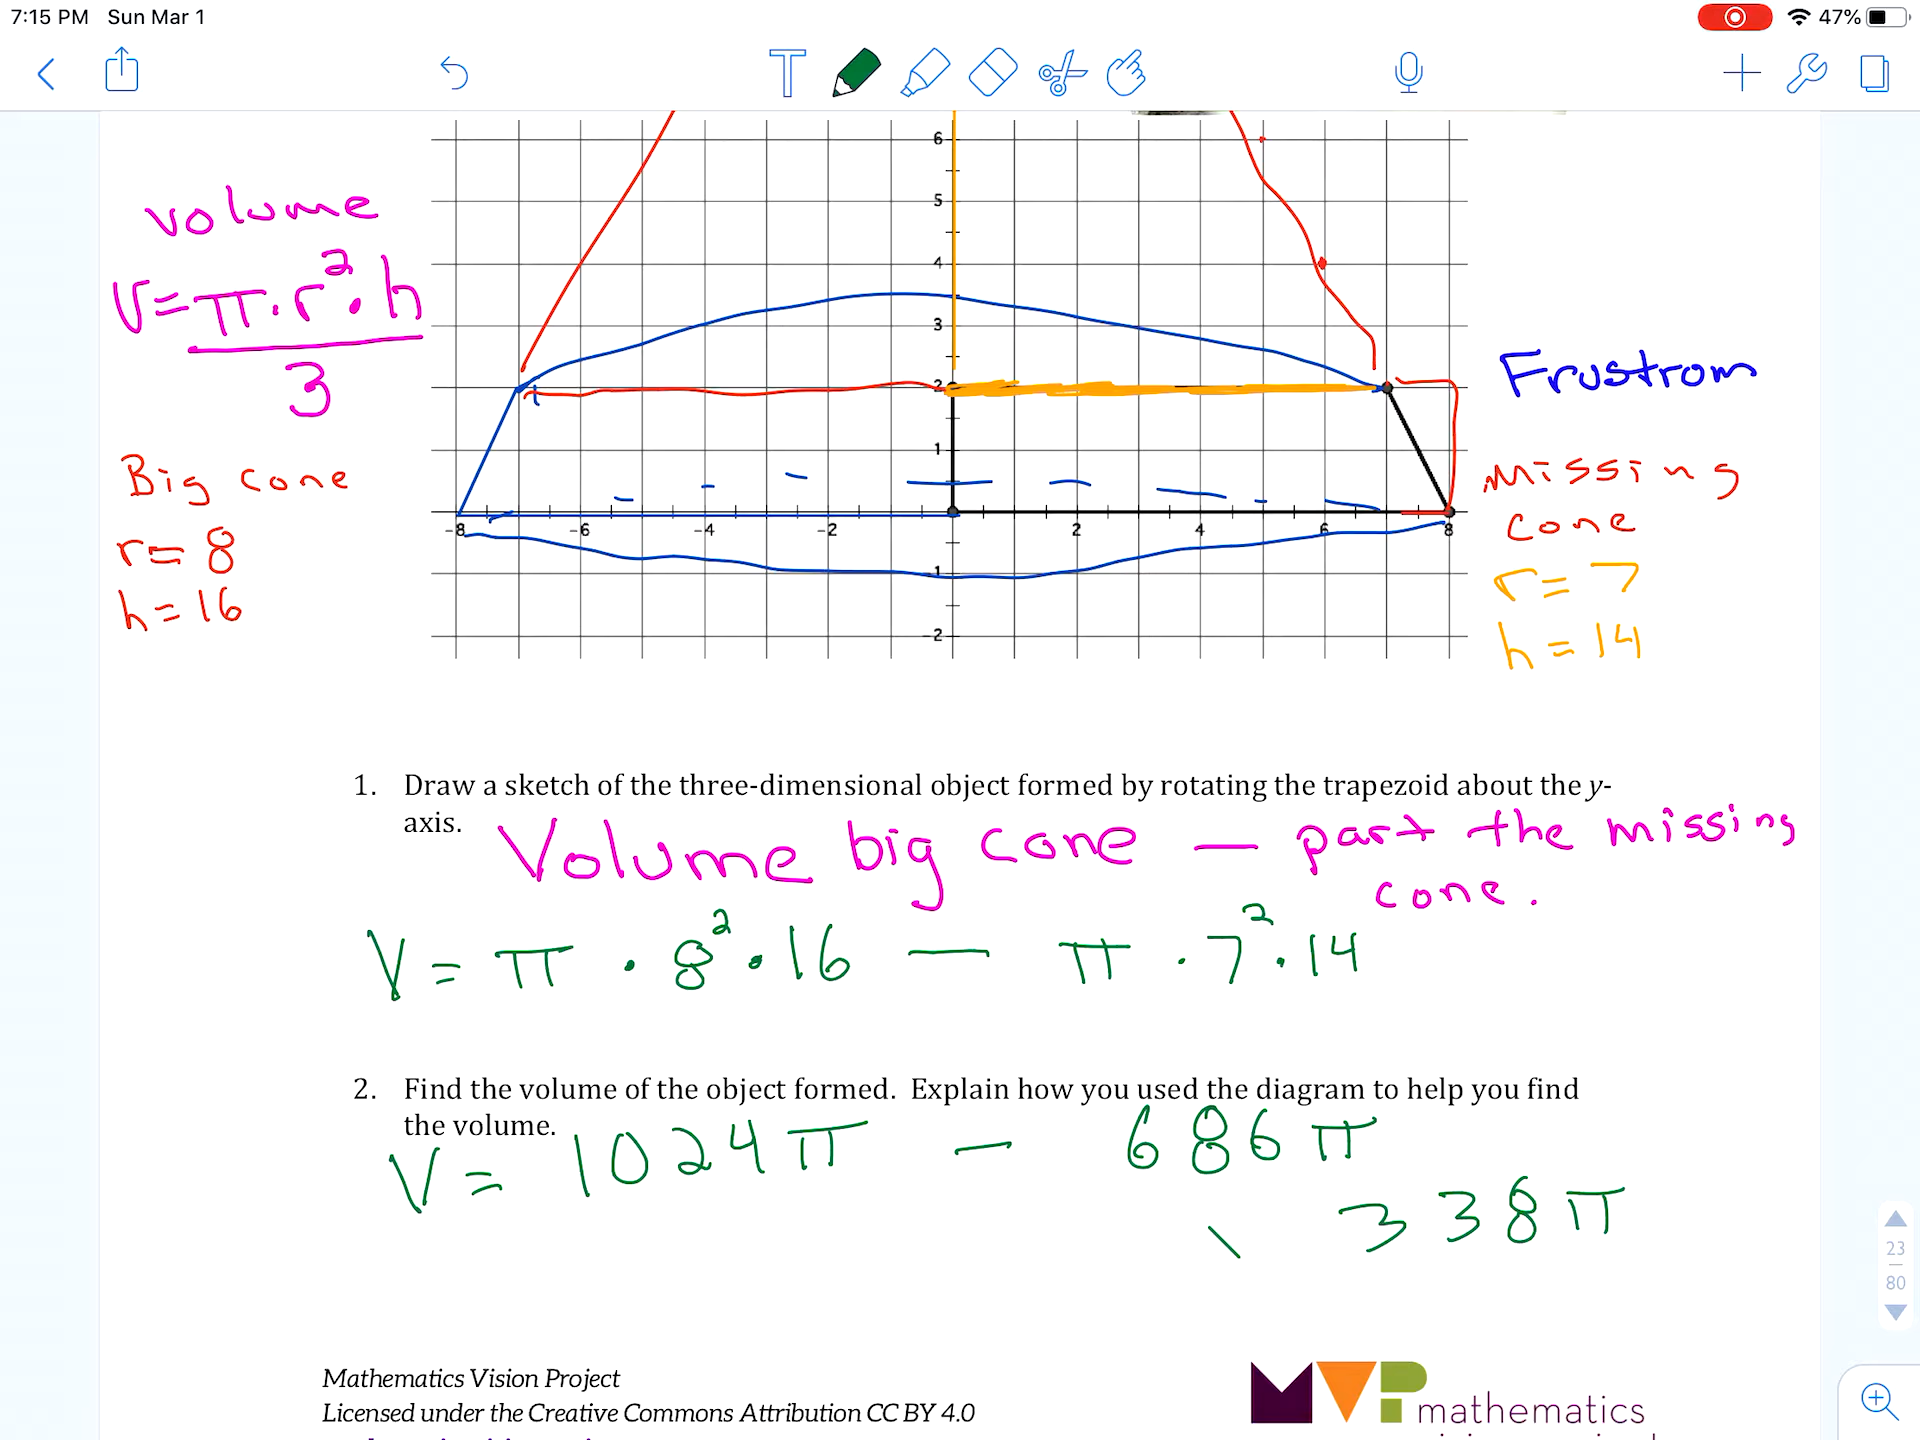 7:15 PM Sun Mar 1
47%
T
6
5
4
3
2
1
-8 -6 -4 -2 2 4 6 8
-1
-2
volume
V=π·r²·h
3
Big cone
r= 8
h=16
Frustrom
Missing
cone
r=7
h=14
1. Draw a sketch of the three-dimensional object formed by rotating the trapezoid about the y-
axis.
Volume big cone — part the missing
cone.
V= π · 8² · 16 — π · 7² · 14
2. Find the volume of the object formed. Explain how you used the diagram to help you find
the volume.
V= 1024π — 686π
338π
23
80
Mathematics Vision Project
Licensed under the Creative Commons Attribution CC BY 4.0
MVP mathematics